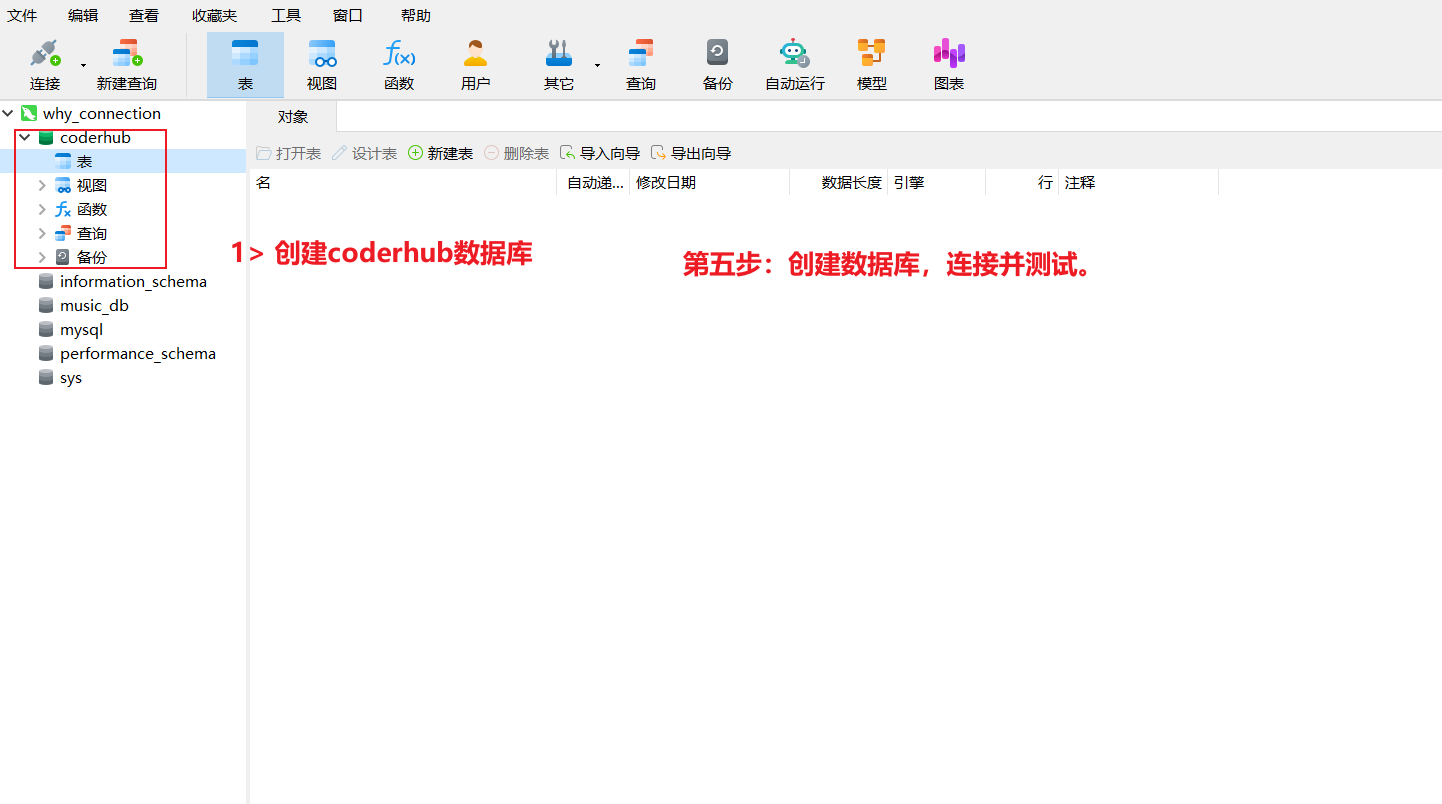 文件 编辑 查看 收藏夹 工具 窗口 帮助
连接 新建查询 表 视图 函数 用户 其它 查询 备份 自动运行 模型 图表
why_connection
coderhub
表
视图
函数
查询
备份
information_schema
music_db
mysql
performance_schema
sys
对象
打开表 设计表 新建表 删除表 导入向导 导出向导
名 自动递... 修改日期 数据长度 引擎 行 注释
1> 创建coderhub数据库
第五步：创建数据库，连接并测试。